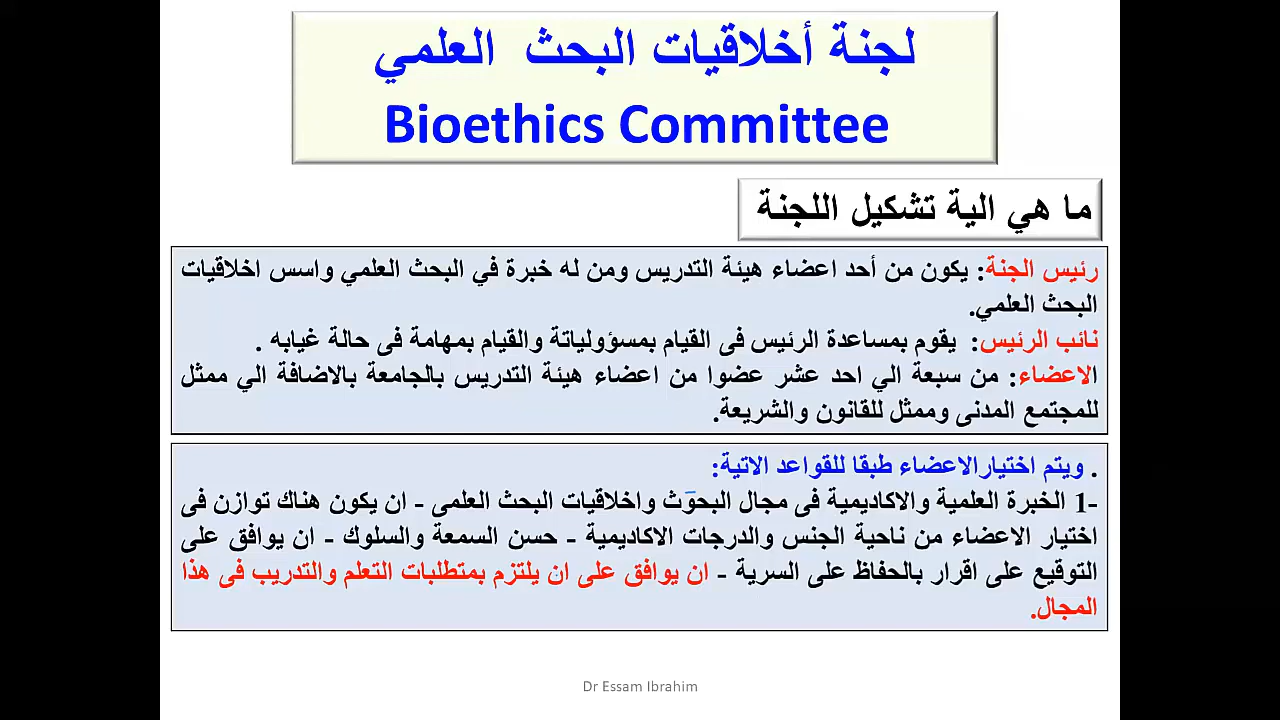 لجنة أخلاقيات البحث العلمي
Bioethics Committee
ما هي الية تشكيل اللجنة
رئيس الجنة: يكون من أحد اعضاء هيئة التدريس ومن له خبرة في البحث العلمي واسس اخلاقيات
البحث العلمي.
نائب الرئيس: يقوم بمساعدة الرئيس فى القيام بمسؤولياتة والقيام بمهامة فى حالة غيابه .
الاعضاء: من سبعة الي احد عشر عضوا من اعضاء هيئة التدريس بالجامعة بالاضافة الي ممثل
للمجتمع المدنى وممثل للقانون والشريعة.
. ويتم اختيارالاعضاء طبقا للقواعد الاتية:
-1 الخبرة العلمية والاكاديمية فى مجال البحوث واخلاقيات البحث العلمى - ان يكون هناك توازن فى
اختيار الاعضاء من ناحية الجنس والدرجات الاكاديمية - حسن السمعة والسلوك - ان يوافق على
التوقيع على اقرار بالحفاظ على السرية - ان يوافق على ان يلتزم بمتطلبات التعلم والتدريب فى هذا
المجال.
Dr Essam Ibrahim